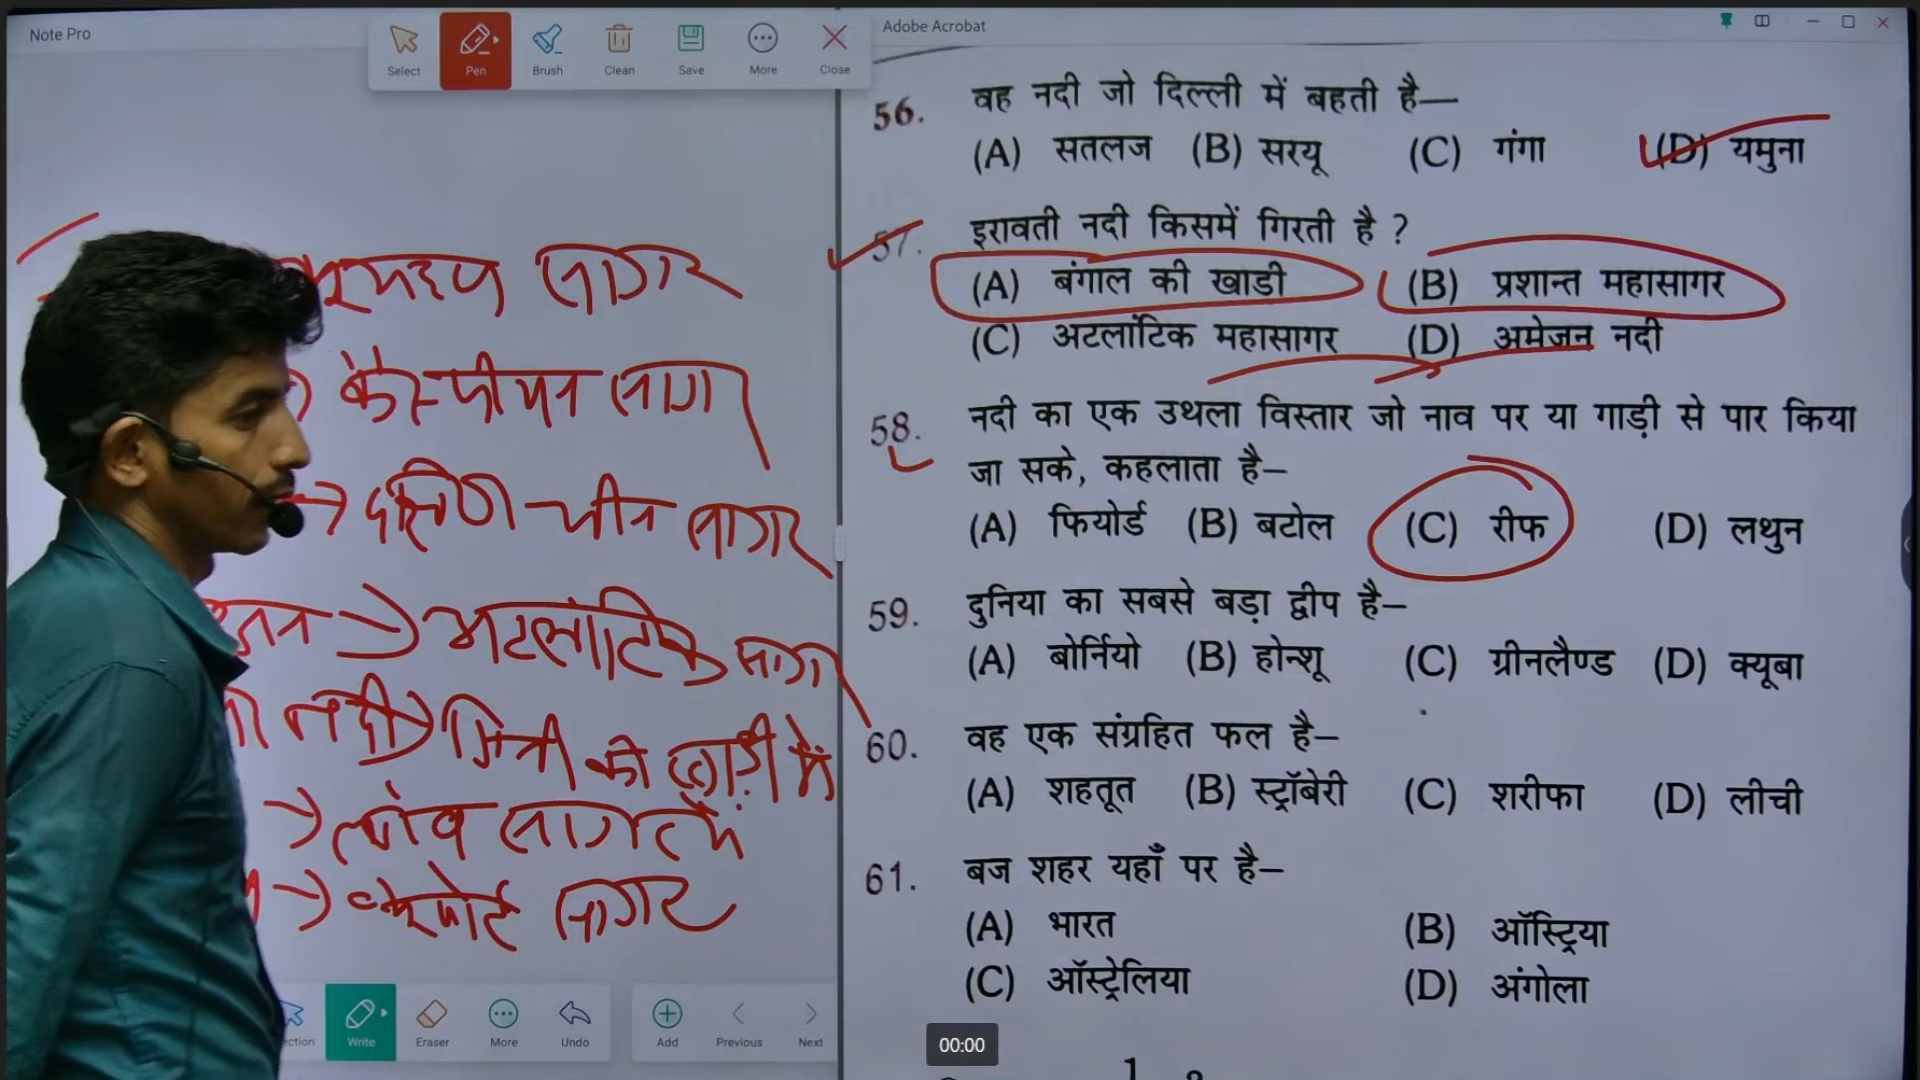 Note Pro
Select Pen Brush Clean Save More Close
Adobe Acrobat
सागर
कैस्पीयन साग
दक्षिण चीन सागर
अटलांटिक साग
नदी की खाड़ी में
सागर में
सागर
ction Write Eraser More Undo Add Previous Next
56. वह नदी जो दिल्ली में बहती है—
(A) सतलज (B) सरयू (C) गंगा (D) यमुना
57. इरावती नदी किसमें गिरती है ?
(A) बंगाल की खाडी (B) प्रशान्त महासागर
(C) अटलांटिक महासागर (D) अमेजन नदी
58. नदी का एक उथला विस्तार जो नाव पर या गाड़ी से पार किया
जा सके, कहलाता है–
(A) फियोर्ड (B) बटोल (C) रीफ (D) लथुन
59. दुनिया का सबसे बड़ा द्वीप है–
(A) बोर्नियो (B) होन्शू (C) ग्रीनलैण्ड (D) क्यूबा
60. वह एक संग्रहित फल है–
(A) शहतूत (B) स्ट्रॉबेरी (C) शरीफा (D) लीची
61. बज शहर यहाँ पर है–
(A) भारत (B) ऑस्ट्रिया
(C) ऑस्ट्रेलिया (D) अंगोला
00:00